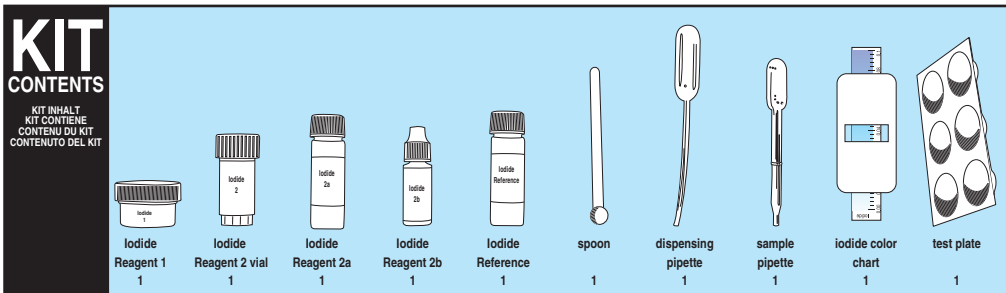 KIT
CONTENTS
KIT INHALT
KIT CONTIENE
CONTENU DU KIT
CONTENUTO DEL KIT
Iodide
1
Iodide
2
Iodide
2a
Iodide
2b
Iodide
Reference
Iodide
Reagent 1
1
Iodide
Reagent 2 vial
1
Iodide
Reagent 2a
1
Iodide
Reagent 2b
1
Iodide
Reference
1
spoon
1
dispensing
pipette
1
sample
pipette
1
iodide color
chart
1
test plate
1